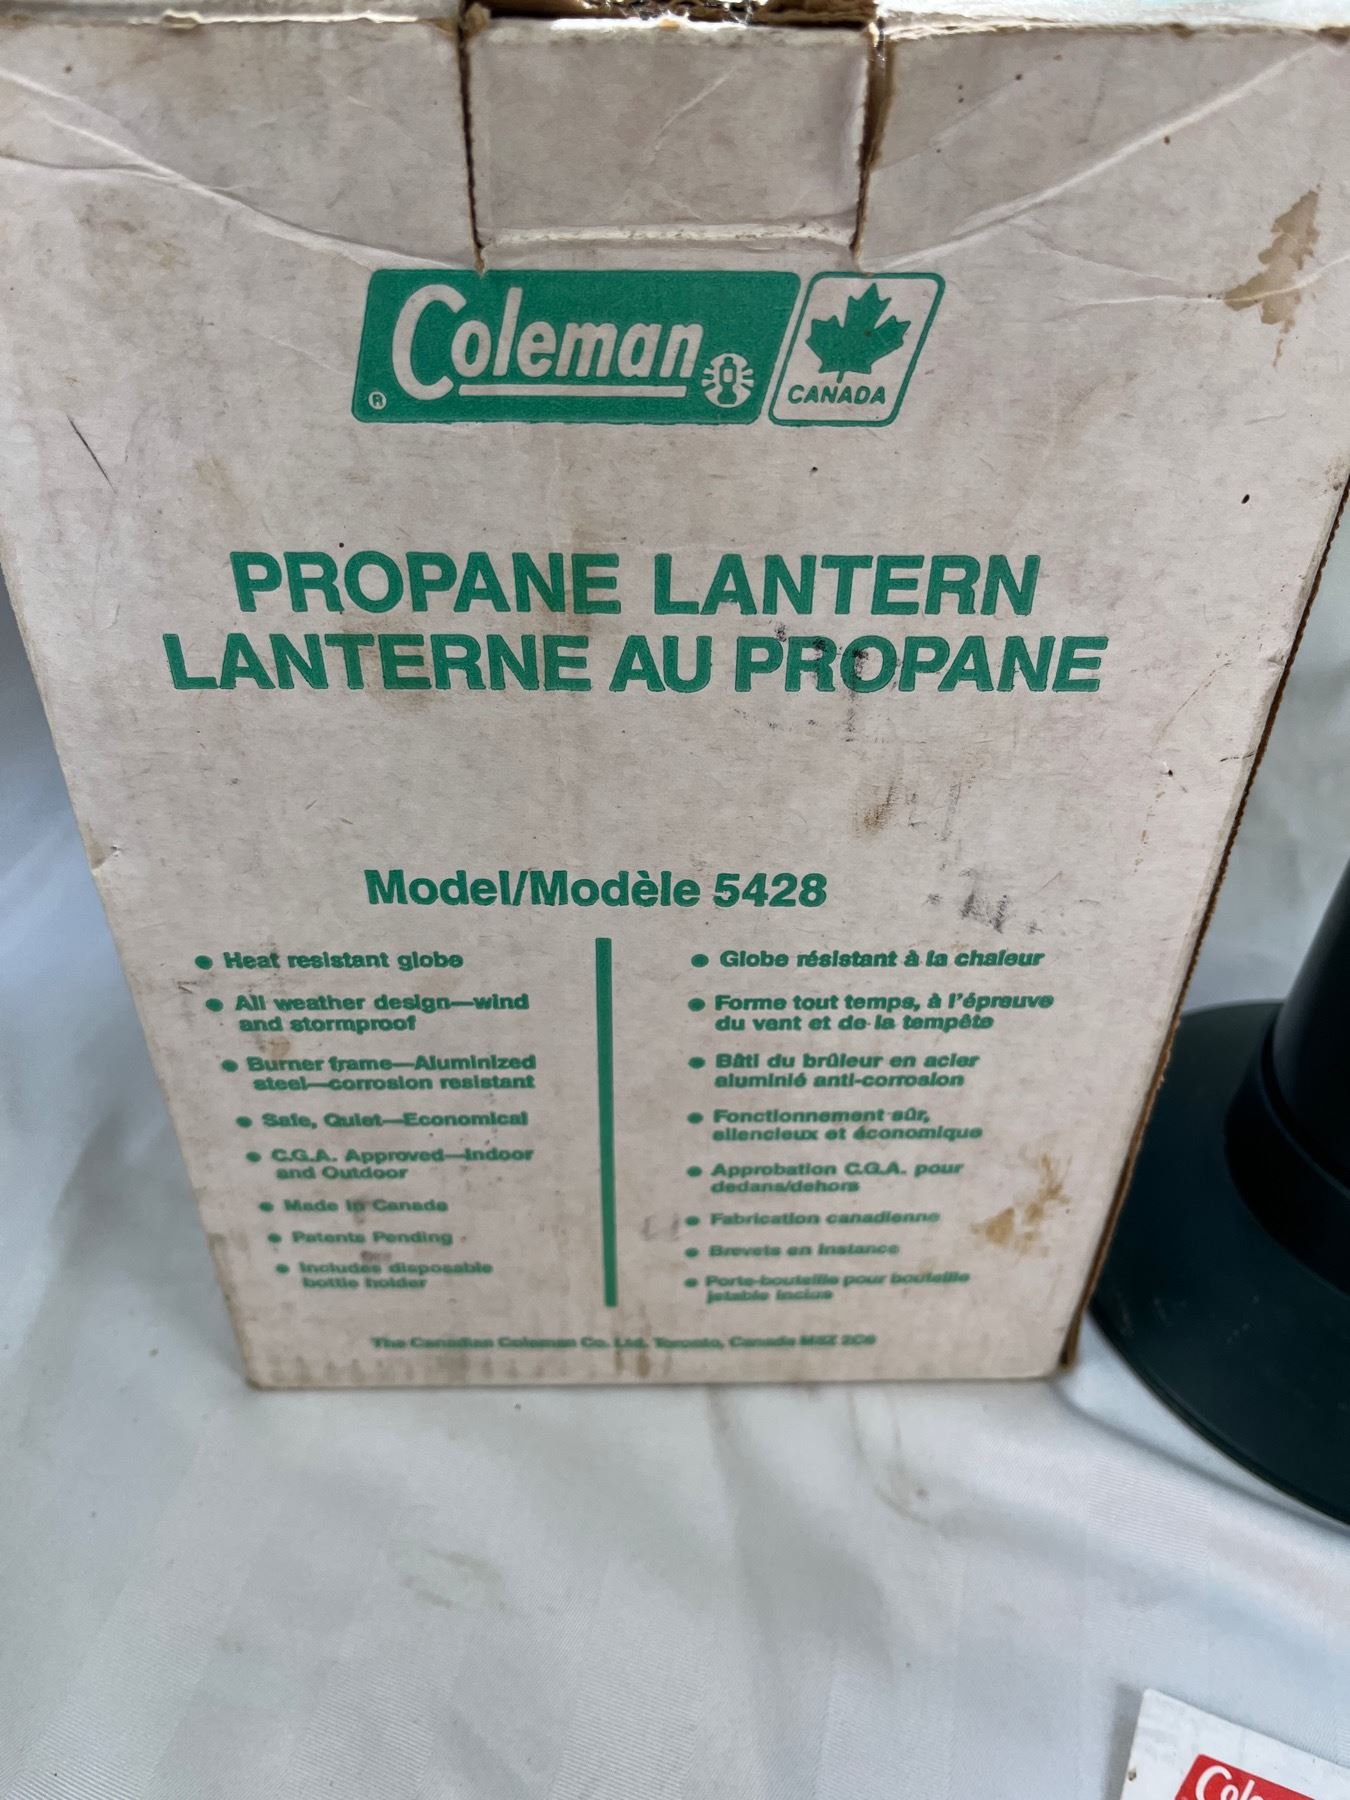 Coleman
®
CANADA
PROPANE LANTERN
LANTERNE AU PROPANE
Model/Modèle 5428
• Heat resistant globe
• All weather design—wind
and stormproof
• Burner frame—Aluminized
steel—corrosion resistant
• Safe, Quiet—Economical
• C.G.A. Approved—Indoor
and Outdoor
• Made in Canada
• Patents Pending
• Includes disposable
bottle holder
• Globe résistant à la chaleur
• Forme tout temps, à l'épreuve
du vent et de la tempête
• Bâti du brûleur en acier
aluminié anti-corrosion
• Fonctionnement sûr,
silencieux et économique
• Approbation C.G.A. pour
dedans/dehors
• Fabrication canadienne
• Brevets en instance
• Porte-bouteille pour bouteille
jetable inclus
The Canadian Coleman Co. Ltd. Toronto, Canada M8Z 2C6